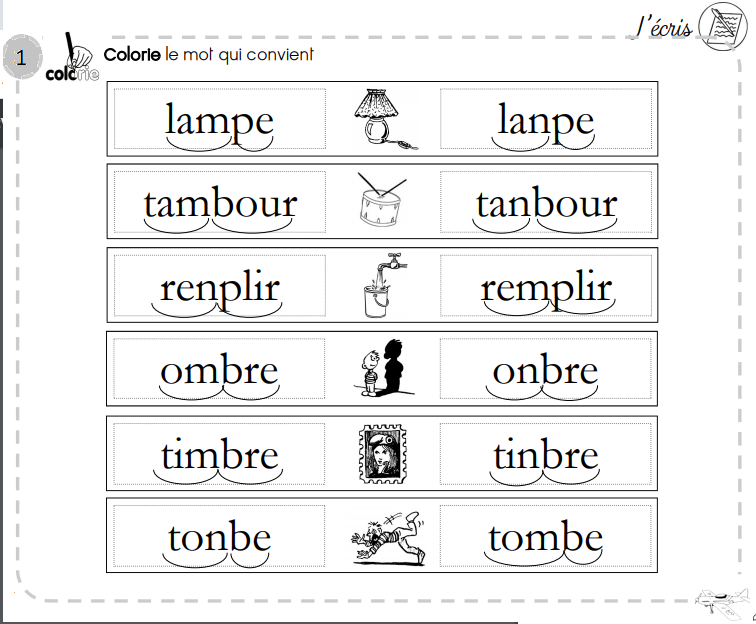 J'écris
1
colorie
Colorie le mot qui convient
lampe lanpe
tambour tanbour
renplir remplir
ombre onbre
timbre tinbre
tonbe tombe